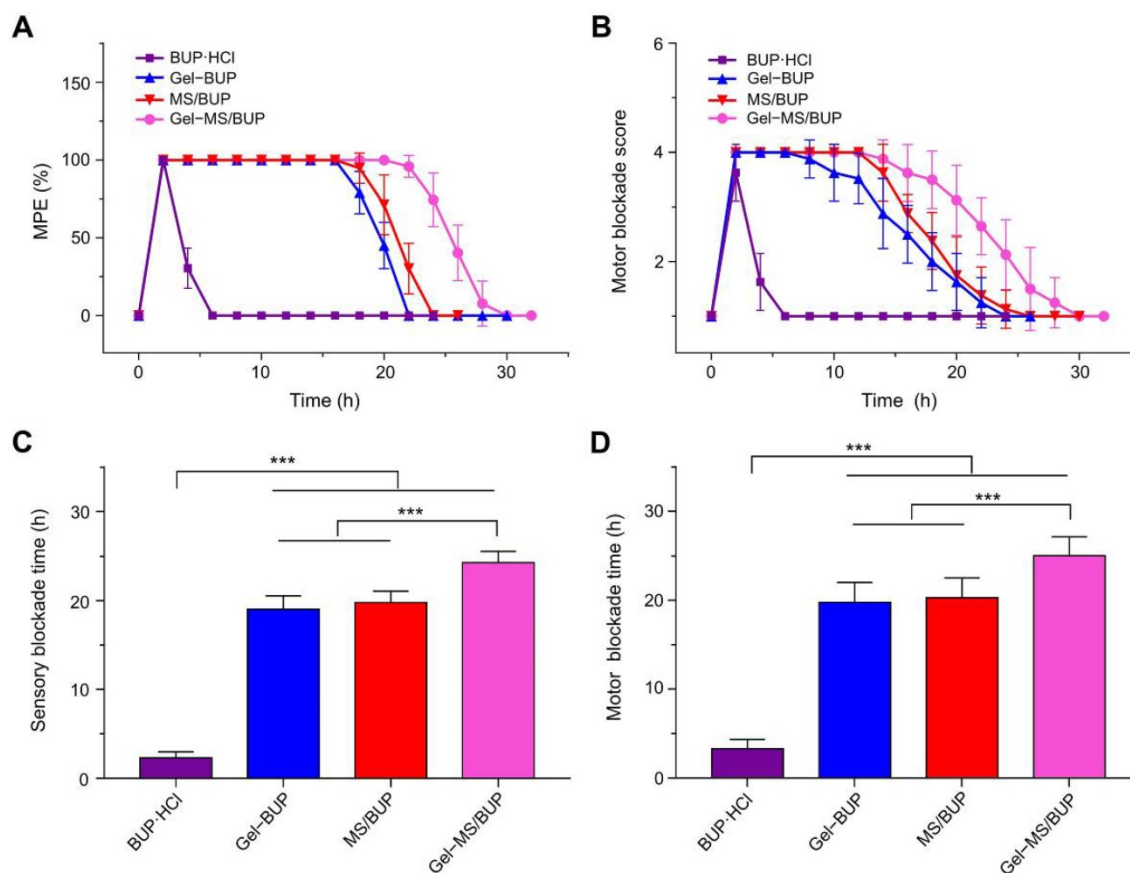 A
BUP·HCl
Gel−BUP
MS/BUP
Gel−MS/BUP
MPE (%)
150
100
50
0
0
10
20
30
Time (h)
B
BUP·HCl
Gel−BUP
MS/BUP
Gel−MS/BUP
Motor blockade score
6
4
2
0
10
20
30
Time (h)
C
***
***
Sensory blockade time (h)
30
20
10
0
BUP·HCl
Gel−BUP
MS/BUP
Gel−MS/BUP
D
***
***
Motor blockade time (h)
30
20
10
0
BUP·HCl
Gel−BUP
MS/BUP
Gel−MS/BUP